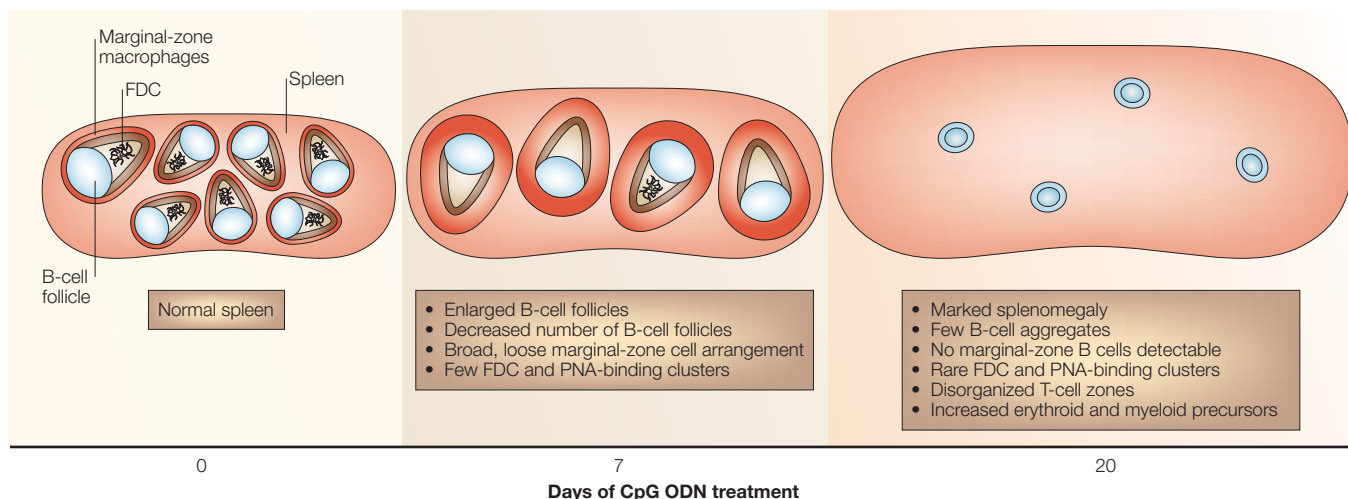 Marginal-zone
macrophages
FDC
Spleen
B-cell
follicle
Normal spleen
• Enlarged B-cell follicles
• Decreased number of B-cell follicles
• Broad, loose marginal-zone cell arrangement
• Few FDC and PNA-binding clusters
• Marked splenomegaly
• Few B-cell aggregates
• No marginal-zone B cells detectable
• Rare FDC and PNA-binding clusters
• Disorganized T-cell zones
• Increased erythroid and myeloid precursors
0
7
20
Days of CpG ODN treatment